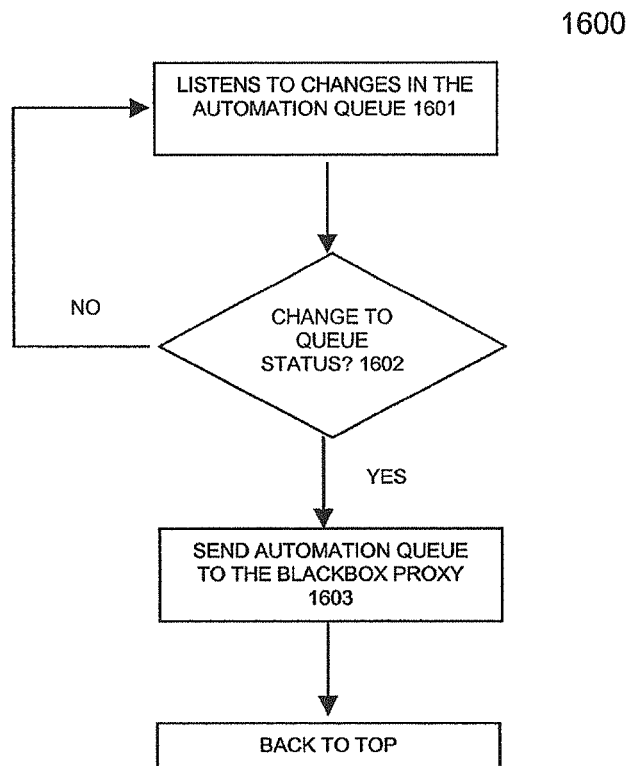 1600
LISTENS TO CHANGES IN THE
AUTOMATION QUEUE 1601
NO
CHANGE TO
QUEUE
STATUS? 1602
YES
SEND AUTOMATION QUEUE
TO THE BLACKBOX PROXY
1603
BACK TO TOP